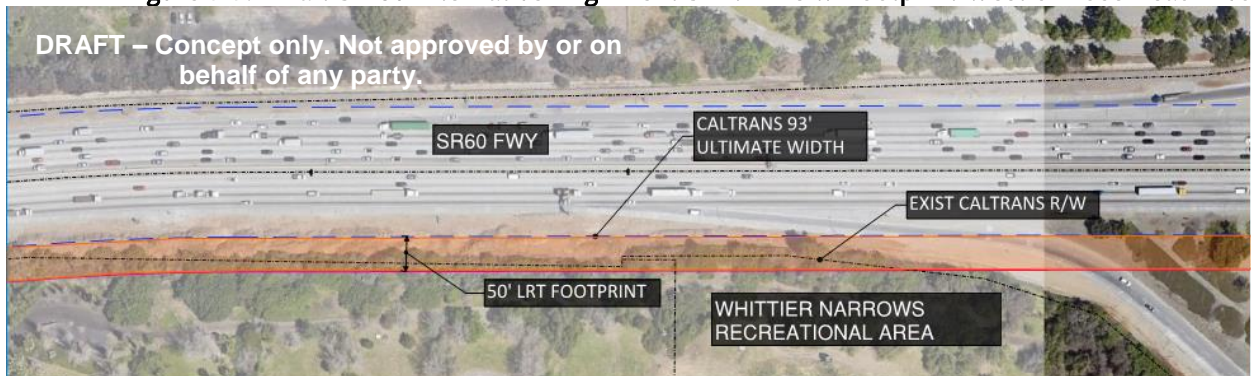 DRAFT – Concept only. Not approved by or on
behalf of any party.
SR60 FWY
CALTRANS 93'
ULTIMATE WIDTH
EXIST CALTRANS R/W
50' LRT FOOTPRINT
WHITTIER NARROWS
RECREATIONAL AREA